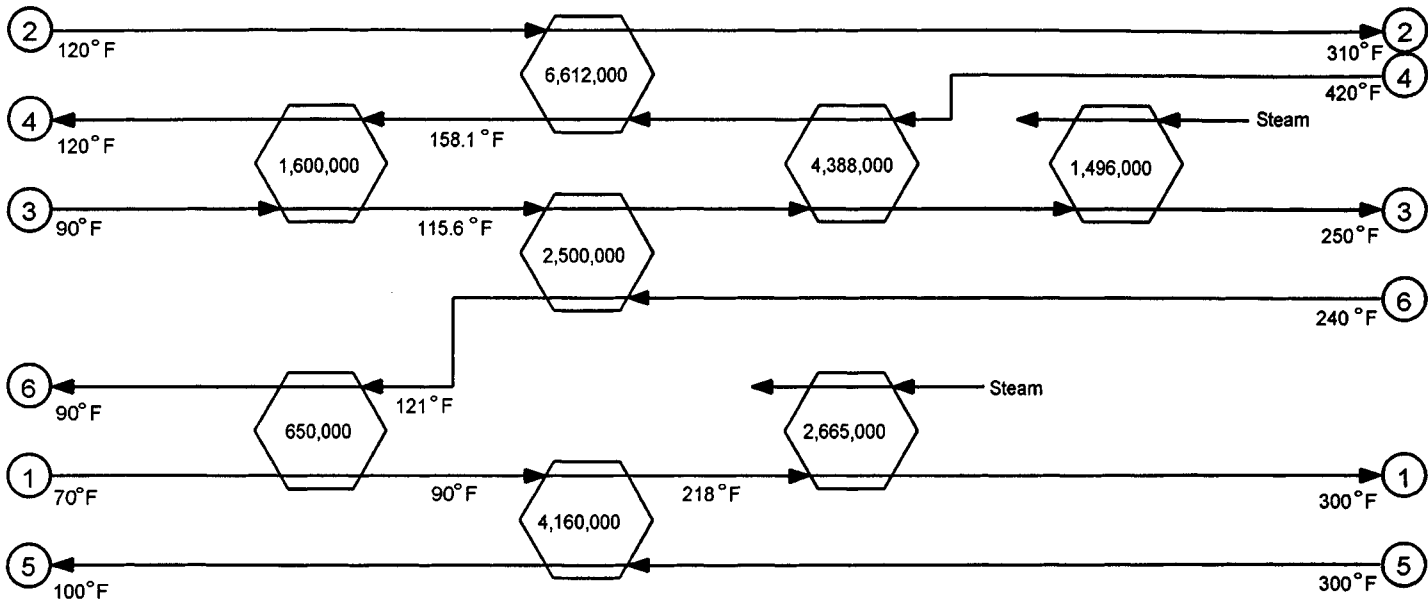 2 2
120°F 310°F
6,612,000
4 4
120°F 158.1°F 420°F
Steam
1,600,000 4,388,000 1,496,000
3 3
90°F 115.6°F 250°F
2,500,000
6
240°F
6
90°F 121°F
Steam
650,000 2,665,000
1 1
70°F 90°F 218°F 300°F
4,160,000
5 5
100°F 300°F